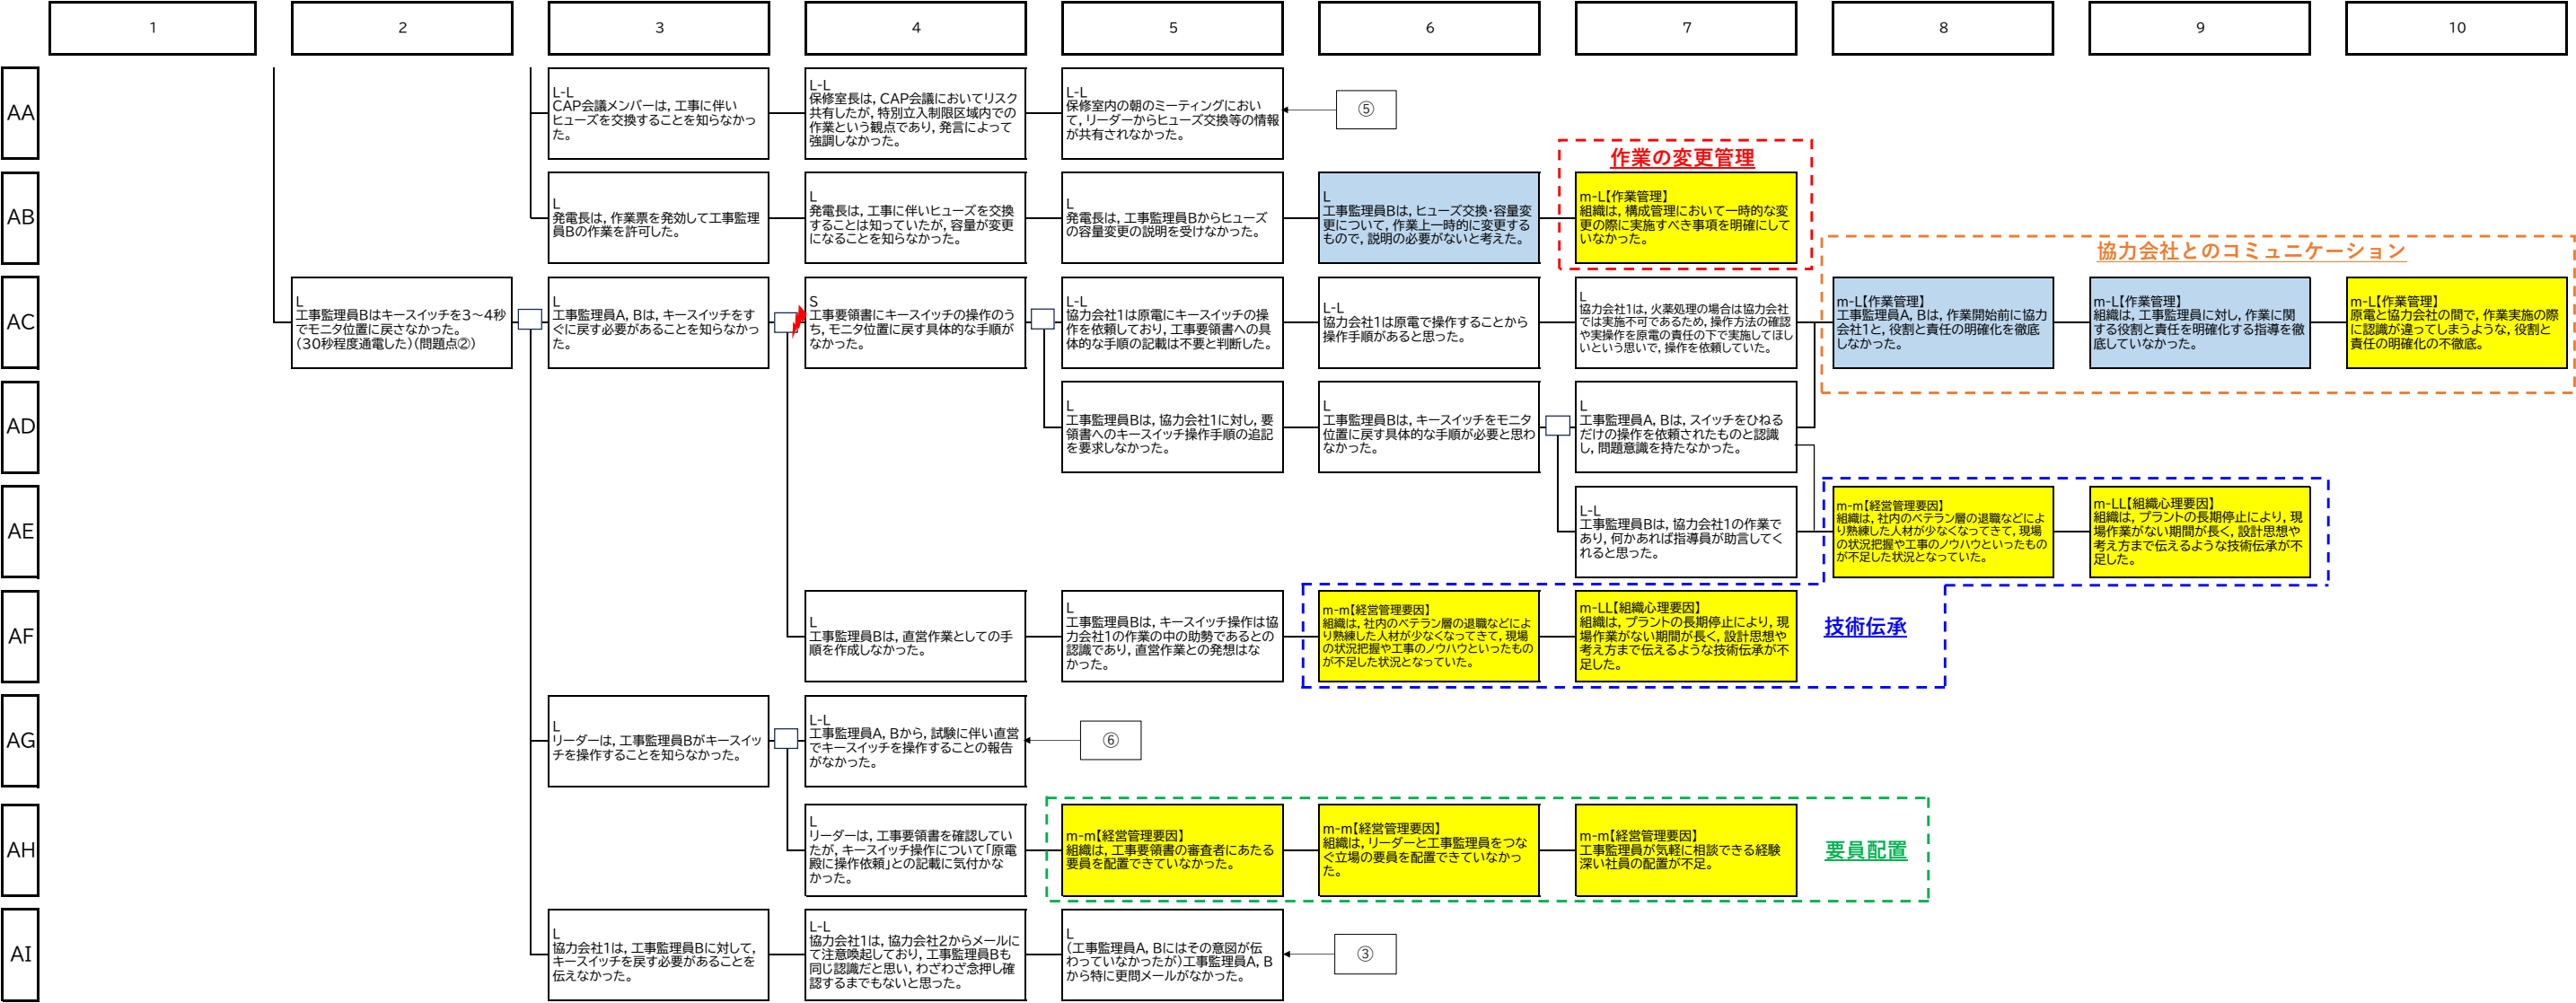 1
2
3
4
5
6
7
8
9
10
AA
L-L
CAP会議メンバーは，工事に伴い
ヒューズを交換することを知らなかっ
た。
L-L
保修室長は，CAP会議においてリスク
共有したが，特別立入制限区域内での
作業という観点であり，発言によって
強調しなかった。
L-L
保修室内の朝のミーティングにおい
て，リーダーからヒューズ交換等の情報
が共有されなかった。
⑤
作業の変更管理
AB
L
発電長は，作業票を発効して工事監理
員Bの作業を許可した。
L
発電長は，工事に伴いヒューズを交換
することは知っていたが，容量が変更
になることを知らなかった。
L
発電長は，工事監理員Bからヒューズ
の容量変更の説明を受けなかった。
L
工事監理員Bは，ヒューズ交換・容量変
更について，作業上一時的に変更する
もので，説明の必要がないと考えた。
m-L【作業管理】
組織は，構成管理において一時的な変
更の際に実施すべき事項を明確にして
いなかった。
協力会社とのコミュニケーション
AC
L
工事監理員Bはキースイッチを3～4秒
でモニタ位置に戻さなかった。
（30秒程度通電した）（問題点②）
L
工事監理員A，Bは，キースイッチをす
ぐに戻す必要があることを知らなかっ
た。
S
工事要領書にキースイッチの操作のう
ち，モニタ位置に戻す具体的な手順が
なかった。
L-L
協力会社1は原電にキースイッチの操
作を依頼しており，工事要領書への具
体的な手順の記載は不要と判断した。
L-L
協力会社1は原電で操作することから
操作手順があると思った。
L
協力会社1は，火薬処理の場合は協力会社
では実施不可であるため，操作方法の確認
や実操作を原電の責任の下で実施してほし
いという思いで，操作を依頼していた。
m-L【作業管理】
工事監理員A，Bは，作業開始前に協力
会社1と，役割と責任の明確化を徹底
しなかった。
m-L【作業管理】
組織は，工事監理員に対し，作業に関
する役割と責任を明確化する指導を徹
底していなかった。
m-L【作業管理】
原電と協力会社の間で，作業実施の際
に認識が違ってしまうような，役割と
責任の明確化の不徹底。
AD
L
工事監理員Bは，協力会社1に対し，要
領書へのキースイッチ操作手順の追記
を要求しなかった。
L
工事監理員Bは，キースイッチをモニタ
位置に戻す具体的な手順が必要と思わ
なかった。
L
工事監理員A，Bは，スイッチをひねる
だけの操作を依頼されたものと認識
し，問題意識を持たなかった。
AE
L-L
工事監理員Bは，協力会社1の作業で
あり，何かあれば指導員が助言してく
れると思った。
m-m【経営管理要因】
組織は，社内のベテラン層の退職などによ
り熟練した人材が少なくなってきて，現場
の状況把握や工事のノウハウといったもの
が不足した状況となっていた。
m-LL【組織心理要因】
組織は，プラントの長期停止により，現
場作業がない期間が長く，設計思想や
考え方まで伝えるような技術伝承が不
足した。
AF
L
工事監理員Bは，直営作業としての手
順を作成しなかった。
L
工事監理員Bは，キースイッチ操作は協
力会社1の作業の中の助勢であるとの
認識であり，直営作業との発想はな
かった。
m-m【経営管理要因】
組織は，社内のベテラン層の退職などによ
り熟練した人材が少なくなってきて，現場
の状況把握や工事のノウハウといったもの
が不足した状況となっていた。
m-LL【組織心理要因】
組織は，プラントの長期停止により，現
場作業がない期間が長く，設計思想や
考え方まで伝えるような技術伝承が不
足した。
技術伝承
AG
L
リーダーは，工事監理員Bがキースイッ
チを操作することを知らなかった。
L-L
工事監理員A，Bから，試験に伴い直営
でキースイッチを操作することの報告
がなかった。
⑥
AH
L
リーダーは，工事要領書を確認してい
たが，キースイッチ操作について「原電
殿に操作依頼」との記載に気付かな
かった。
m-m【経営管理要因】
組織は，工事要領書の審査者にあたる
要員を配置できていなかった。
m-m【経営管理要因】
組織は，リーダーと工事監理員をつな
ぐ立場の要員を配置できていなかっ
た。
m-m【経営管理要因】
工事監理員が気軽に相談できる経験
深い社員の配置が不足。
要員配置
AI
L
協力会社1は，工事監理員Bに対して，
キースイッチを戻す必要があることを
伝えなかった。
L-L
協力会社1は，協力会社2からメールに
て注意喚起しており，工事監理員Bも
同じ認識だと思い，わざわざ念押し確
認するまでもないと思った。
L
（工事監理員A，Bにはその意図が伝
わっていなかったが）工事監理員A，B
から特に更問メールがなかった。
③